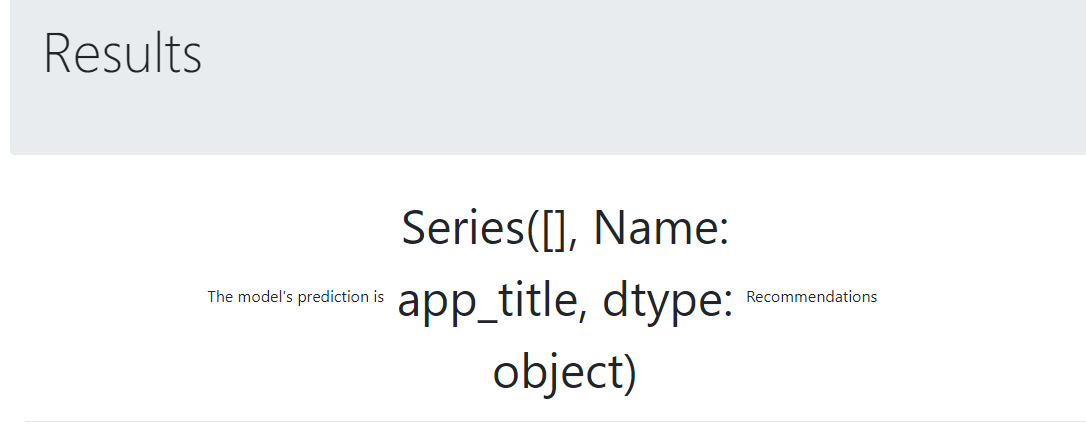 Results
Series([], Name:
The model's prediction is app_title, dtype: Recommendations
object)